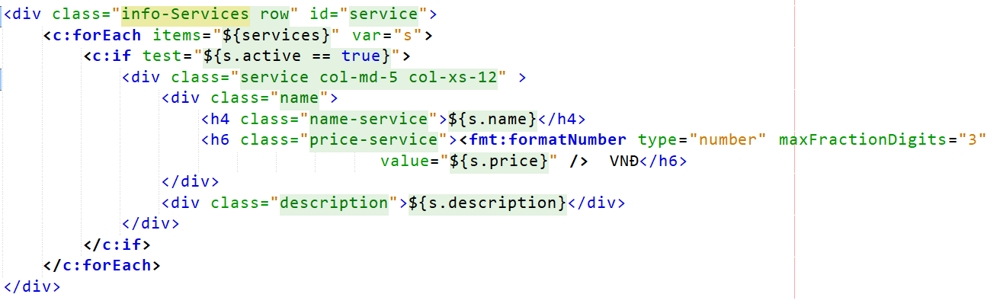 <div class="info-Services row" id="service">
    <c:forEach items="${services}" var="s">
        <c:if test="${s.active == true}">
            <div class="service col-md-5 col-xs-12" >
                <div class="name">
                    <h4 class="name-service">${s.name}</h4>
                    <h6 class="price-service"><fmt:formatNumber type="number" maxFractionDigits="3"
                                      value="${s.price}" />  VNĐ</h6>
                </div>
                <div class="description">${s.description}</div>
            </div>
        </c:if>
    </c:forEach>
</div>